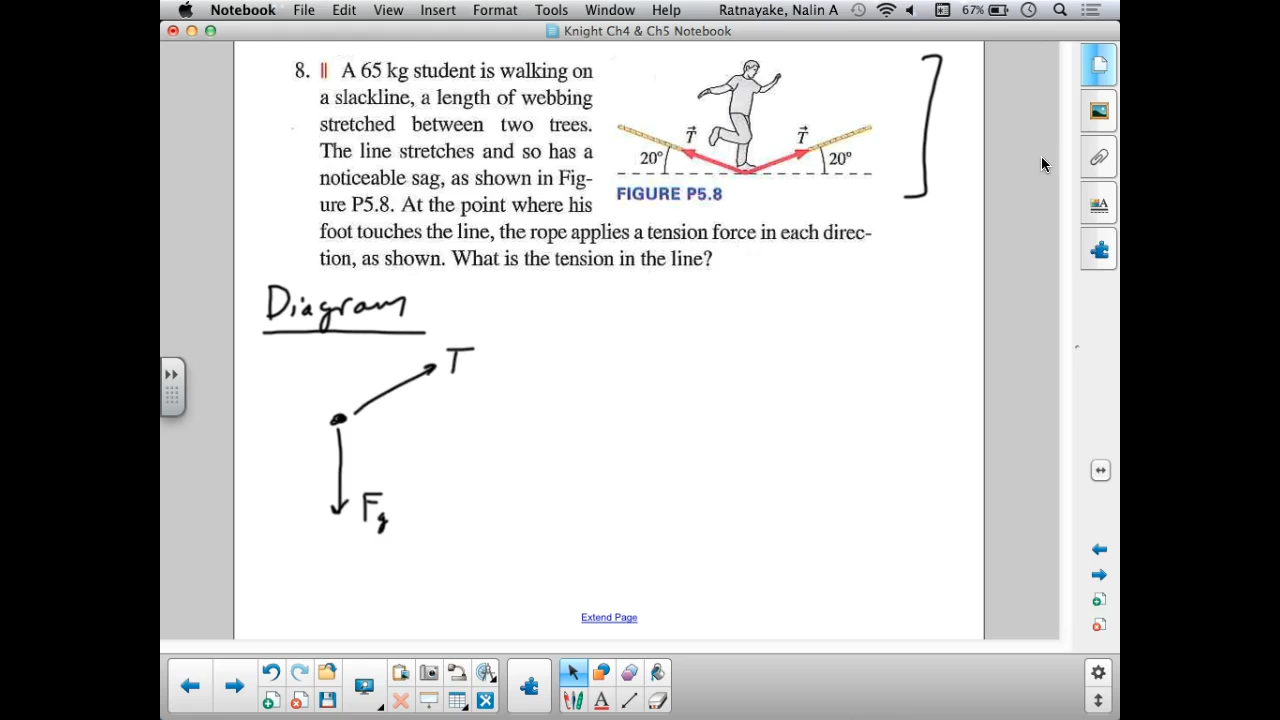 Notebook File Edit View Insert Format Tools Window Help Ratnayake, Nalin A 67%
Knight Ch4 & Ch5 Notebook
8. || A 65 kg student is walking on
a slackline, a length of webbing
stretched between two trees.
The line stretches and so has a
noticeable sag, as shown in Fig-
ure P5.8. At the point where his
foot touches the line, the rope applies a tension force in each direc-
tion, as shown. What is the tension in the line?
T⃗ T⃗
20° 20°
FIGURE P5.8
Diagram
T
Fg
Extend Page